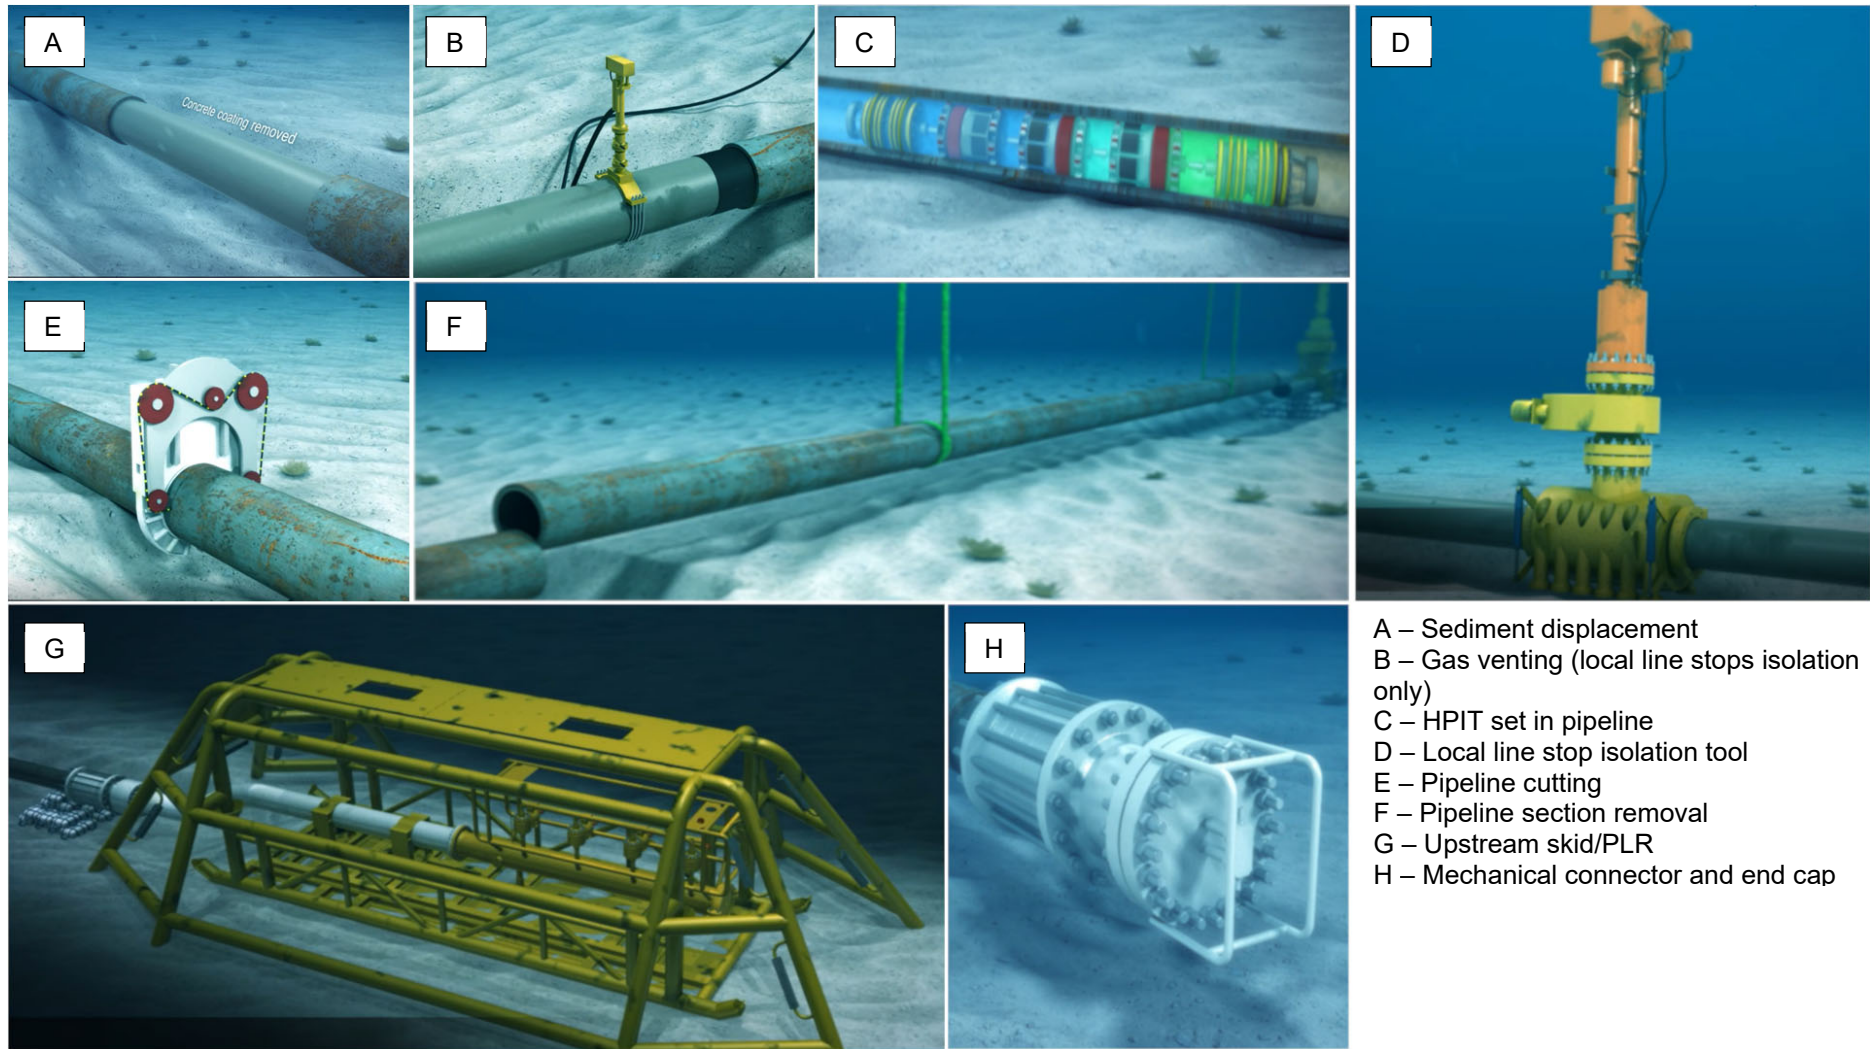 A
Concrete coating removed
B
C
D
E
F
G
H
A – Sediment displacement
B – Gas venting (local line stops isolation
only)
C – HPIT set in pipeline
D – Local line stop isolation tool
E – Pipeline cutting
F – Pipeline section removal
G – Upstream skid/PLR
H – Mechanical connector and end cap